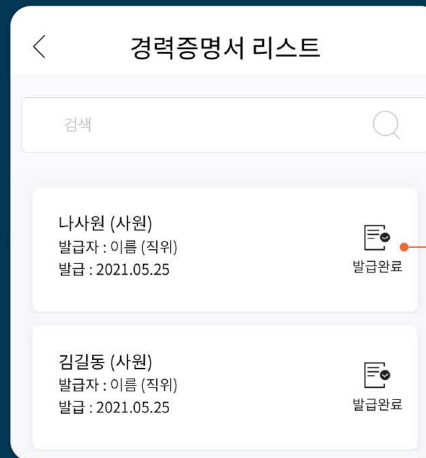 경력증명서 리스트
검색
나사원 (사원)
발급자 : 이름 (직위)
발급 : 2021.05.25
발급완료
김길동 (사원)
발급자 : 이름 (직위)
발급 : 2021.05.25
발급완료